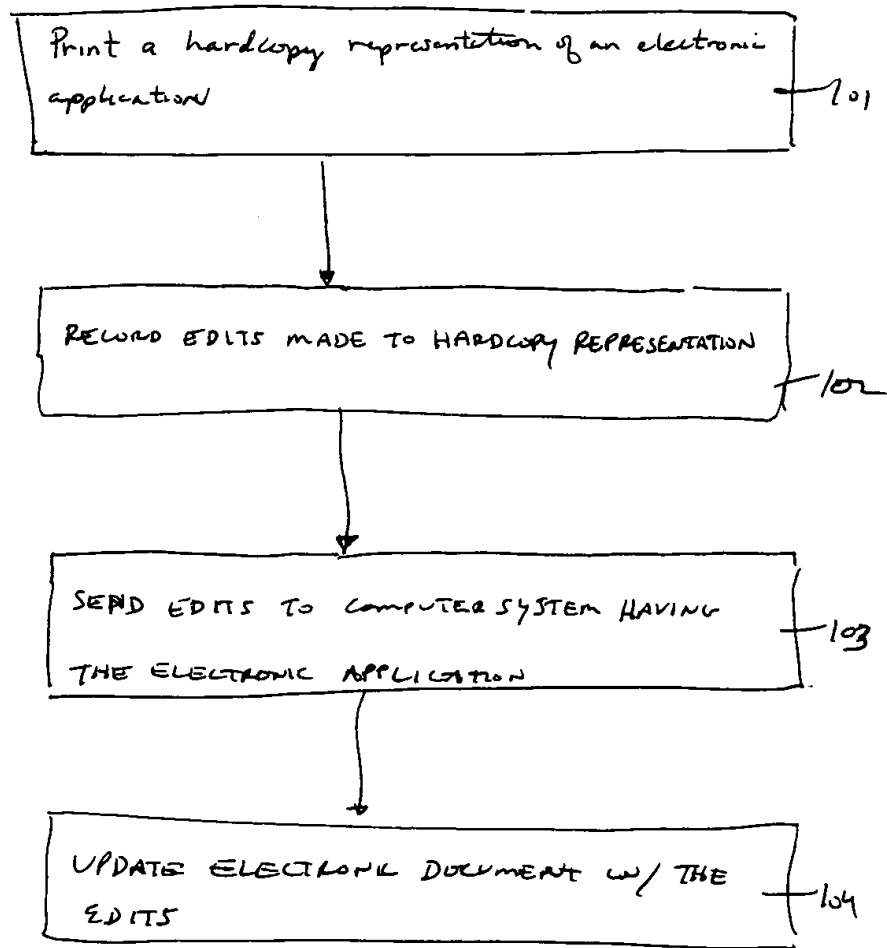 Print a hardcopy representation of an electronic
application
101
RECORD EDITS MADE TO HARDCOPY REPRESENTATION
102
SEND EDITS TO COMPUTER SYSTEM HAVING
THE ELECTRONIC APPLICATION
103
UPDATE ELECTRONIC DOCUMENT W/ THE
EDITS
104